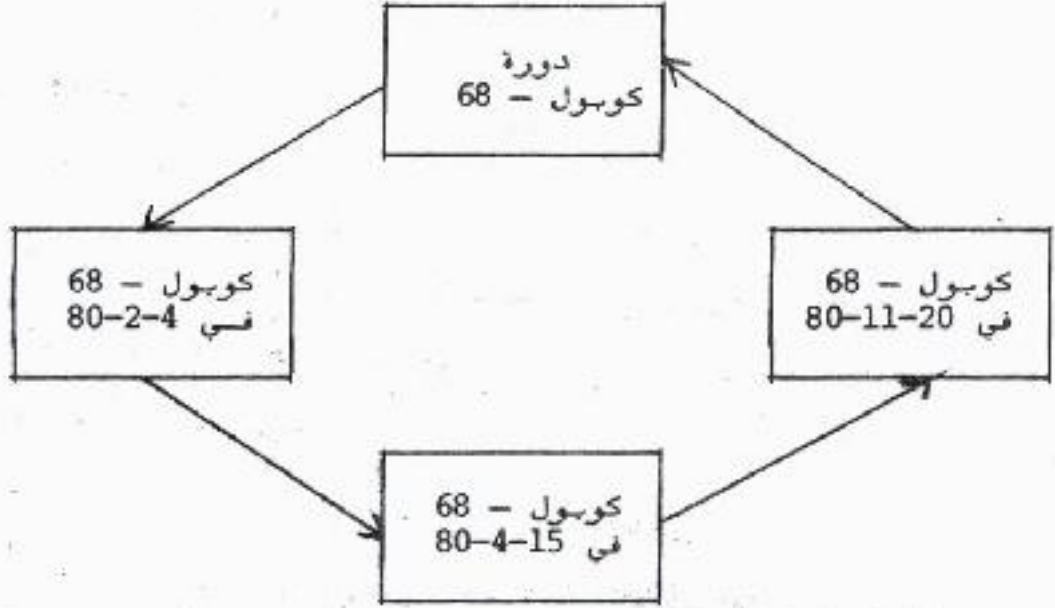 دورة
كوبول – 68
كوبول – 68
في 20-11-80
كوبول – 68
في 4-2-80
كوبول – 68
في 15-4-80